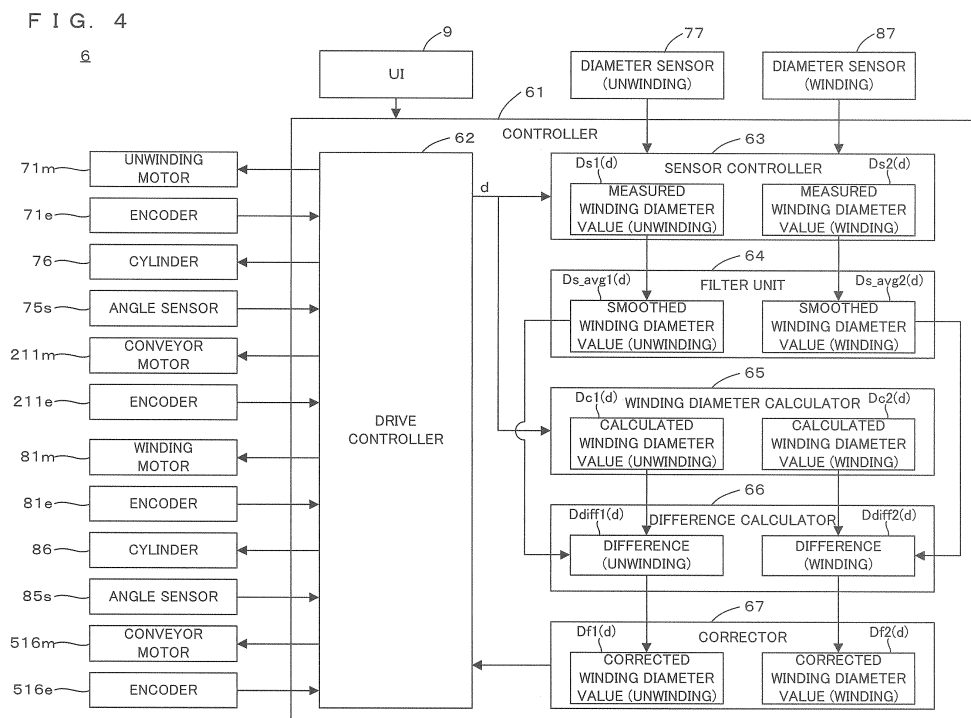 FIG. 4
6
9
77
87
UI
DIAMETER SENSOR
(UNWINDING)
DIAMETER SENSOR
(WINDING)
61
CONTROLLER
62
63
71m
UNWINDING
MOTOR
71e
ENCODER
76
CYLINDER
75s
ANGLE SENSOR
211m
CONVEYOR
MOTOR
211e
ENCODER
81m
WINDING
MOTOR
81e
ENCODER
86
CYLINDER
85s
ANGLE SENSOR
516m
CONVEYOR
MOTOR
516e
ENCODER
DRIVE
CONTROLLER
d
Ds1(d)
Ds2(d)
SENSOR CONTROLLER
MEASURED
WINDING DIAMETER
VALUE (UNWINDING)
MEASURED
WINDING DIAMETER
VALUE (WINDING)
64
Ds_avg1(d)
Ds_avg2(d)
FILTER UNIT
SMOOTHED
WINDING DIAMETER
VALUE (UNWINDING)
SMOOTHED
WINDING DIAMETER
VALUE (WINDING)
65
Dc1(d)
Dc2(d)
WINDING DIAMETER CALCULATOR
CALCULATED
WINDING DIAMETER
VALUE (UNWINDING)
CALCULATED
WINDING DIAMETER
VALUE (WINDING)
66
Ddiff1(d)
Ddiff2(d)
DIFFERENCE CALCULATOR
DIFFERENCE
(UNWINDING)
DIFFERENCE
(WINDING)
67
Df1(d)
Df2(d)
CORRECTOR
CORRECTED
WINDING DIAMETER
VALUE (UNWINDING)
CORRECTED
WINDING DIAMETER
VALUE (WINDING)